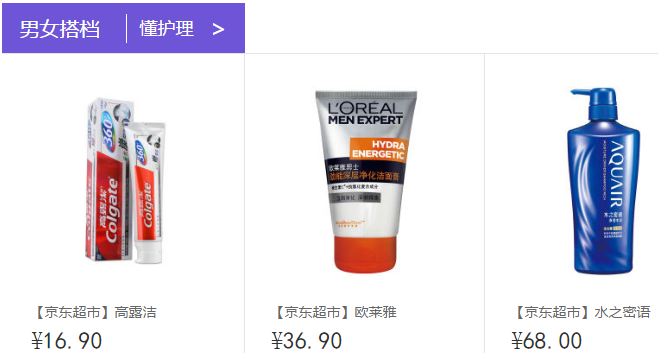 男女搭档 懂护理 >
360°
高露洁
Colgate
L'ORÉAL
MEN EXPERT
HYDRA
ENERGETIC
欧莱雅男士
劲能深层净化洁面膏
AQUAIR
水之密语
【京东超市】高露洁
¥16.90
【京东超市】欧莱雅
¥36.90
【京东超市】水之密语
¥68.00